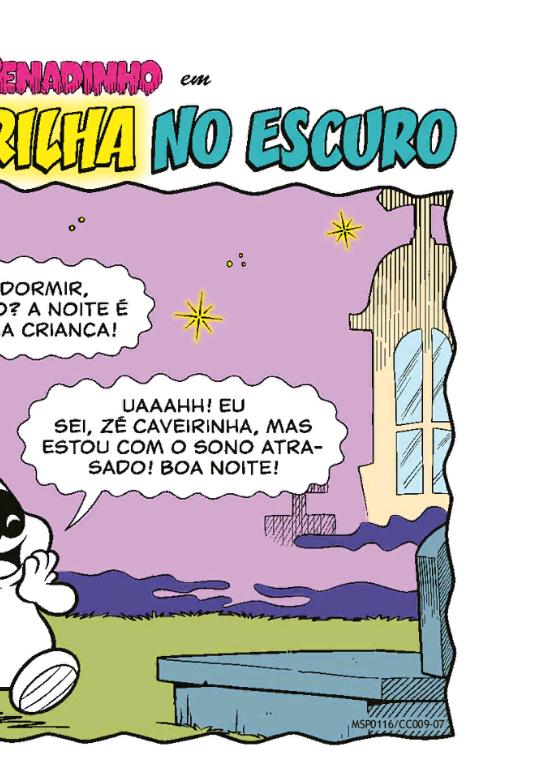 ENADINHO em
RILHA NO ESCURO
DORMIR,
O? A NOITE É
A CRIANCA!
UAAAHH! EU
SEI, ZÉ CAVEIRINHA, MAS
ESTOU COM O SONO ATRA-
SADO! BOA NOITE!
MSP0116/CC009-07